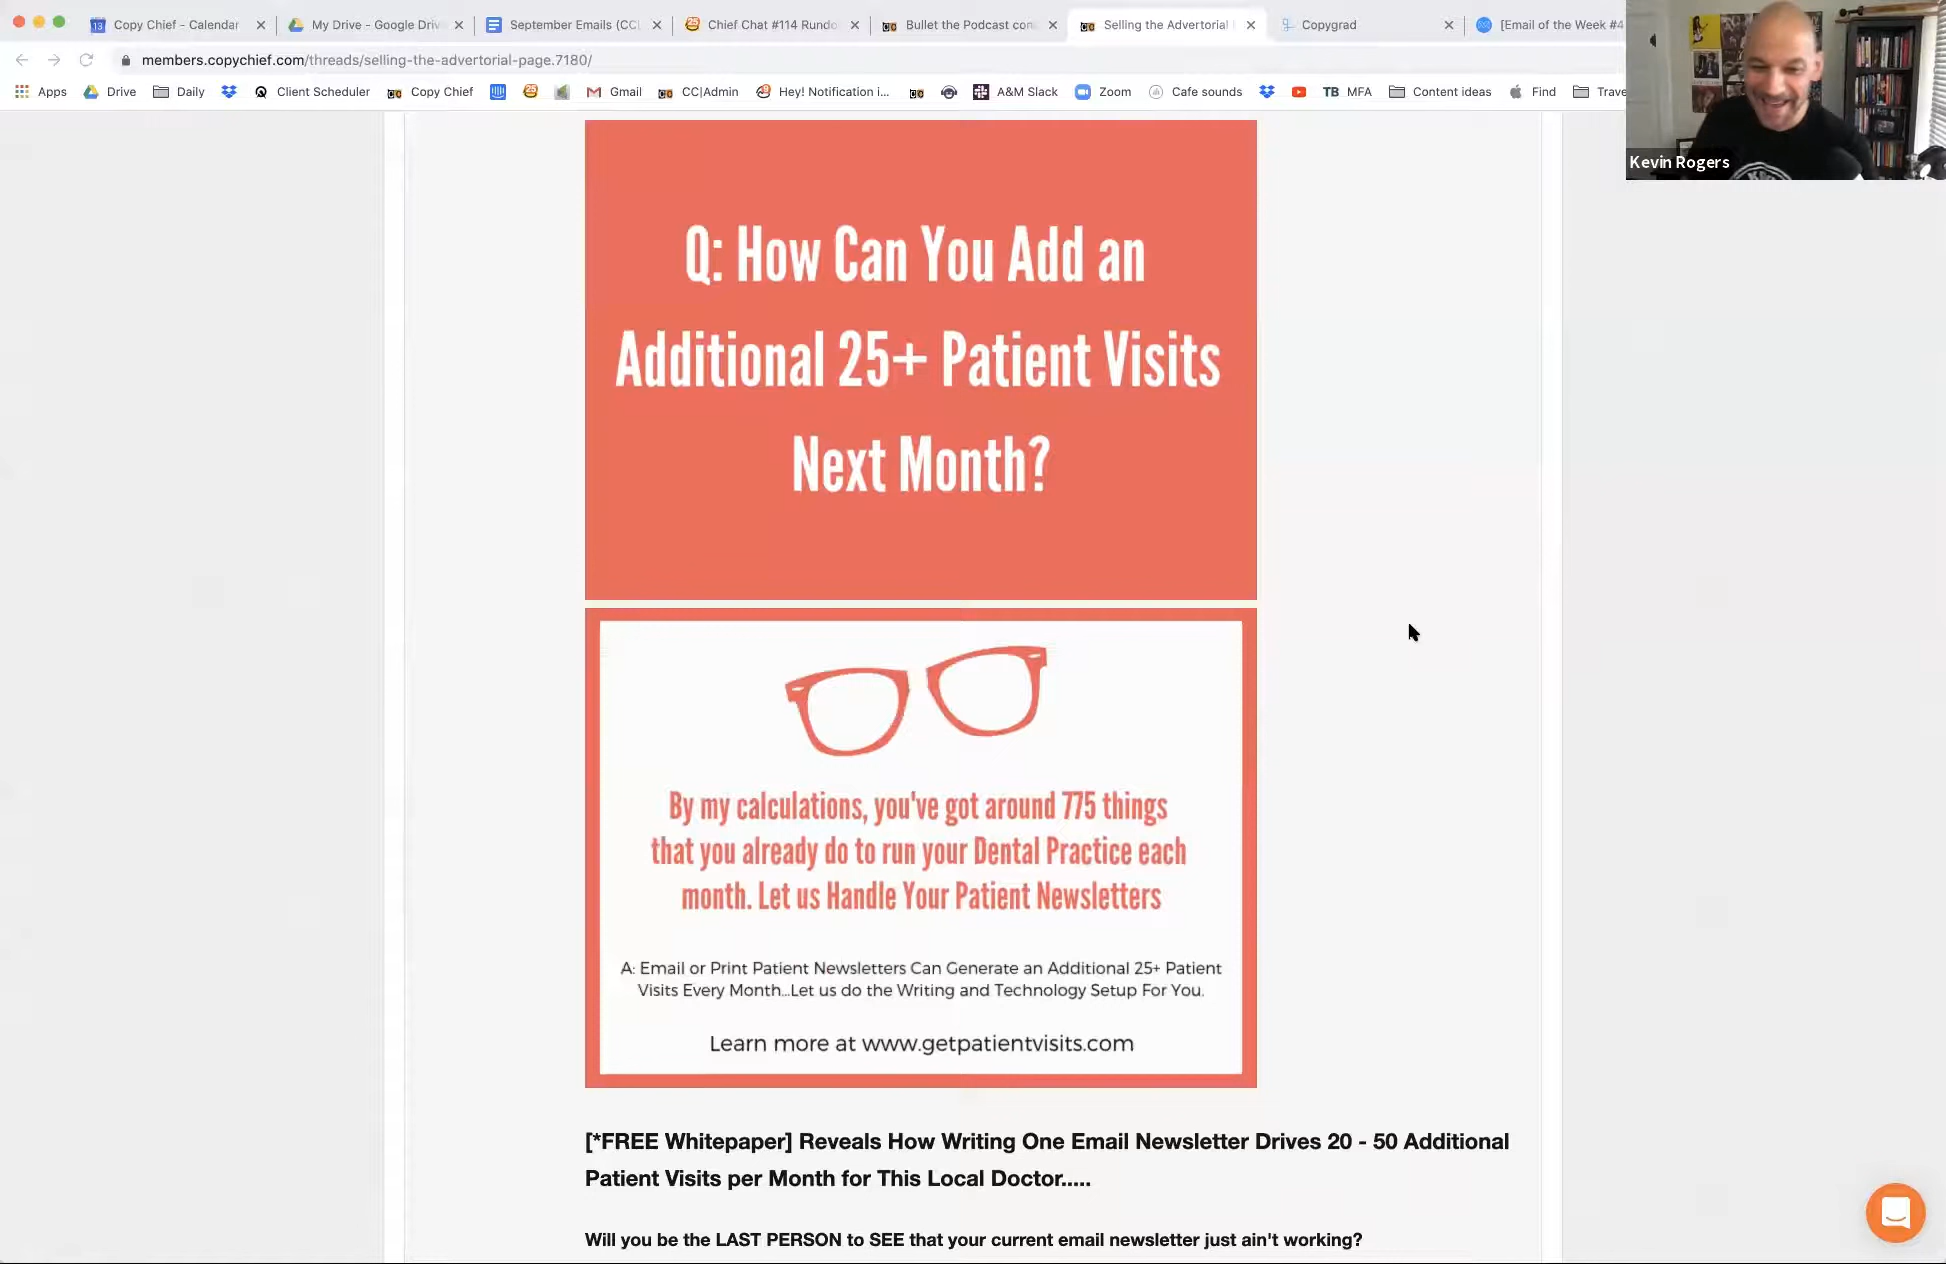 Copy Chief - Calendar
My Drive - Google Driv
September Emails (CCL
Chief Chat #114 Rundo
Bullet the Podcast con
Selling the Advertorial
Copygrad
[Email of the Week #4
members.copychief.com/threads/selling-the-advertorial-page.7180/
Apps
Drive
Daily
Client Scheduler
Copy Chief
Gmail
CC|Admin
Hey! Notification i...
A&M Slack
Zoom
Cafe sounds
TB MFA
Content ideas
Find
Trave
Kevin Rogers
Q: How Can You Add an
Additional 25+ Patient Visits
Next Month?
By my calculations, you've got around 775 things
that you already do to run your Dental Practice each
month. Let us Handle Your Patient Newsletters
A: Email or Print Patient Newsletters Can Generate an Additional 25+ Patient
Visits Every Month...Let us do the Writing and Technology Setup For You.
Learn more at www.getpatientvisits.com
[*FREE Whitepaper] Reveals How Writing One Email Newsletter Drives 20 - 50 Additional
Patient Visits per Month for This Local Doctor.....
Will you be the LAST PERSON to SEE that your current email newsletter just ain't working?